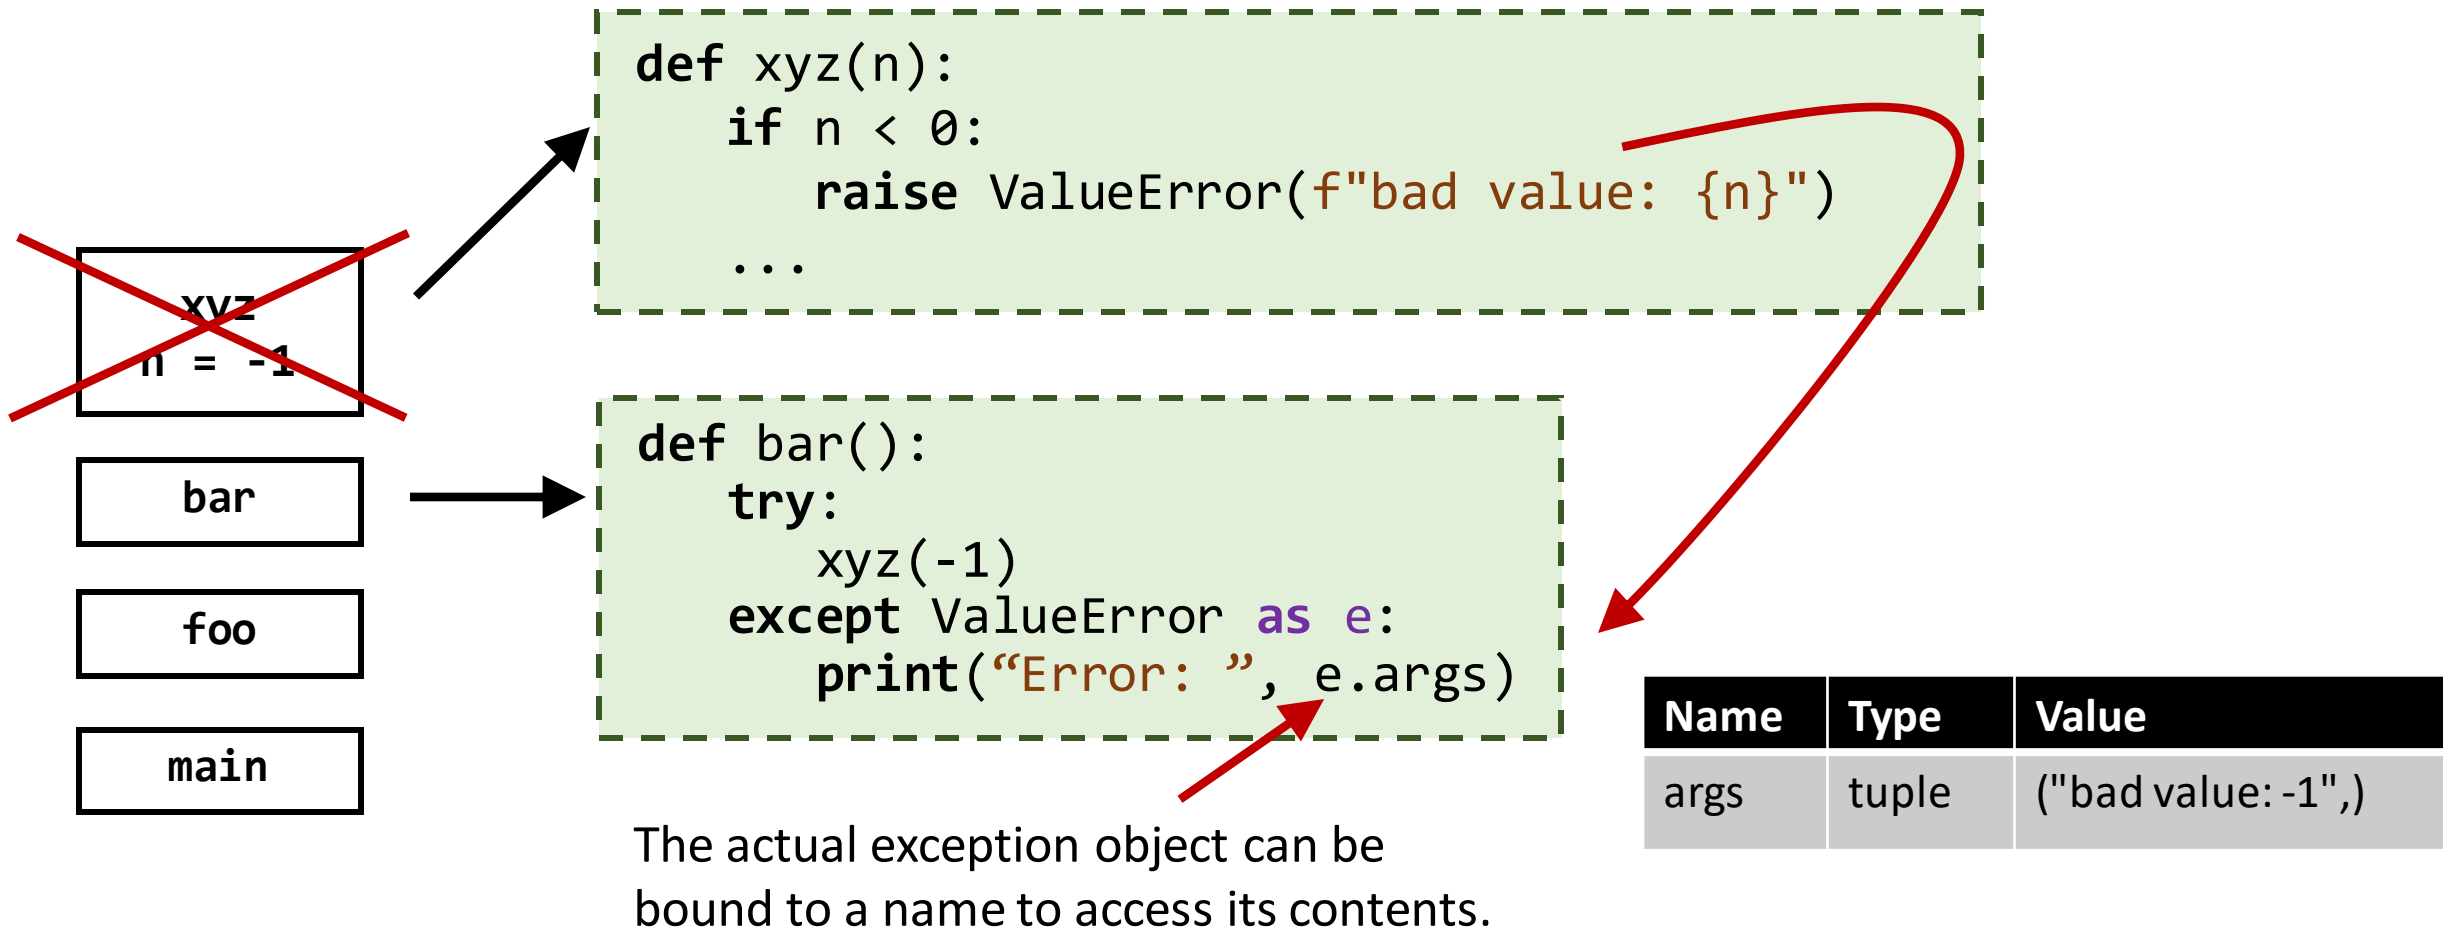 def xyz(n):
if n < 0:
raise ValueError(f"bad value: {n}")
...
xyz
n = -1
bar
foo
main
def bar():
try:
xyz(-1)
except ValueError as e:
print(“Error: ”, e.args)
The actual exception object can be
bound to a name to access its contents.
Name Type Value
args tuple ("bad value: -1",)